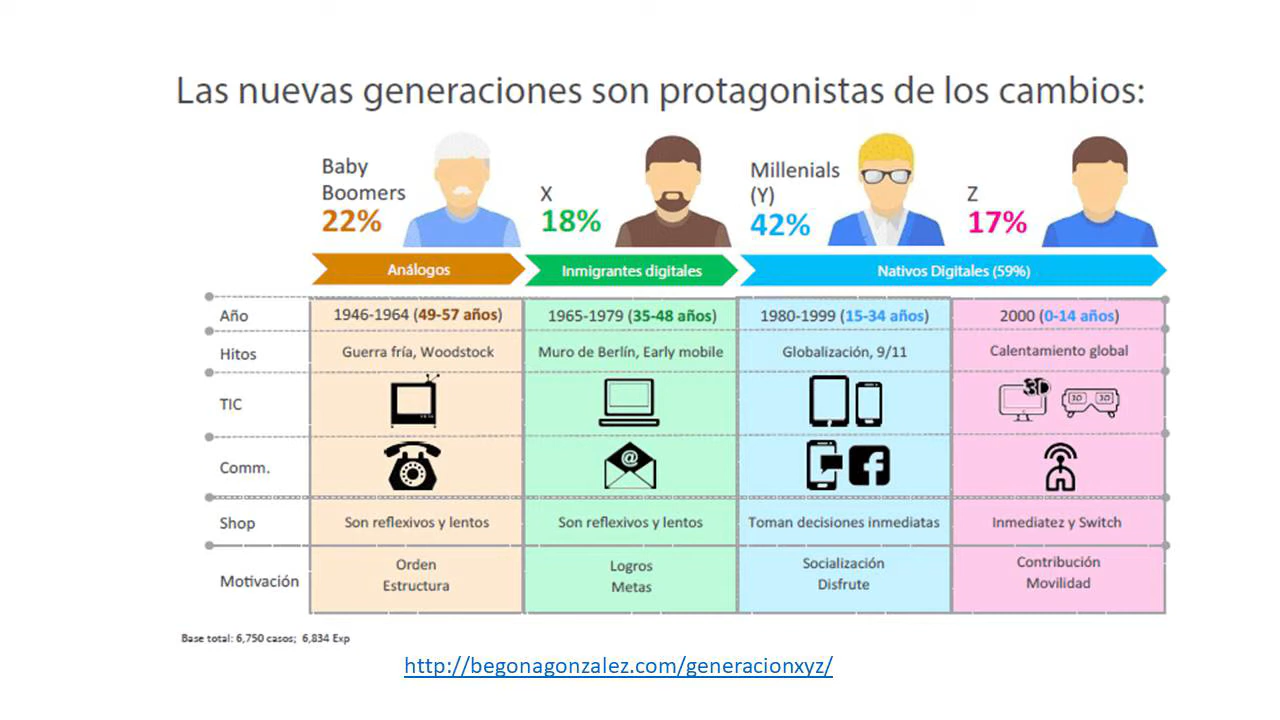 Las nuevas generaciones son protagonistas de los cambios:
Baby
Boomers
22%
X
18%
Millenials
(Y)
42%
Z
17%
Análogos
Inmigrantes digitales
Nativos Digitales (59%)
Año
1946-1964 (49-57 años)
1965-1979 (35-48 años)
1980-1999 (15-34 años)
2000 (0-14 años)
Hitos
Guerra fría, Woodstock
Muro de Berlín, Early mobile
Globalización, 9/11
Calentamiento global
TIC
3D
3D 3D
Comm.
@
f
Shop
Son reflexivos y lentos
Son reflexivos y lentos
Toman decisiones inmediatas
Inmediatez y Switch
Motivación
Orden
Estructura
Logros
Metas
Socialización
Disfrute
Contribución
Movilidad
Base total: 6,750 casos; 6,834 Exp
http://begonagonzalez.com/generacionxyz/